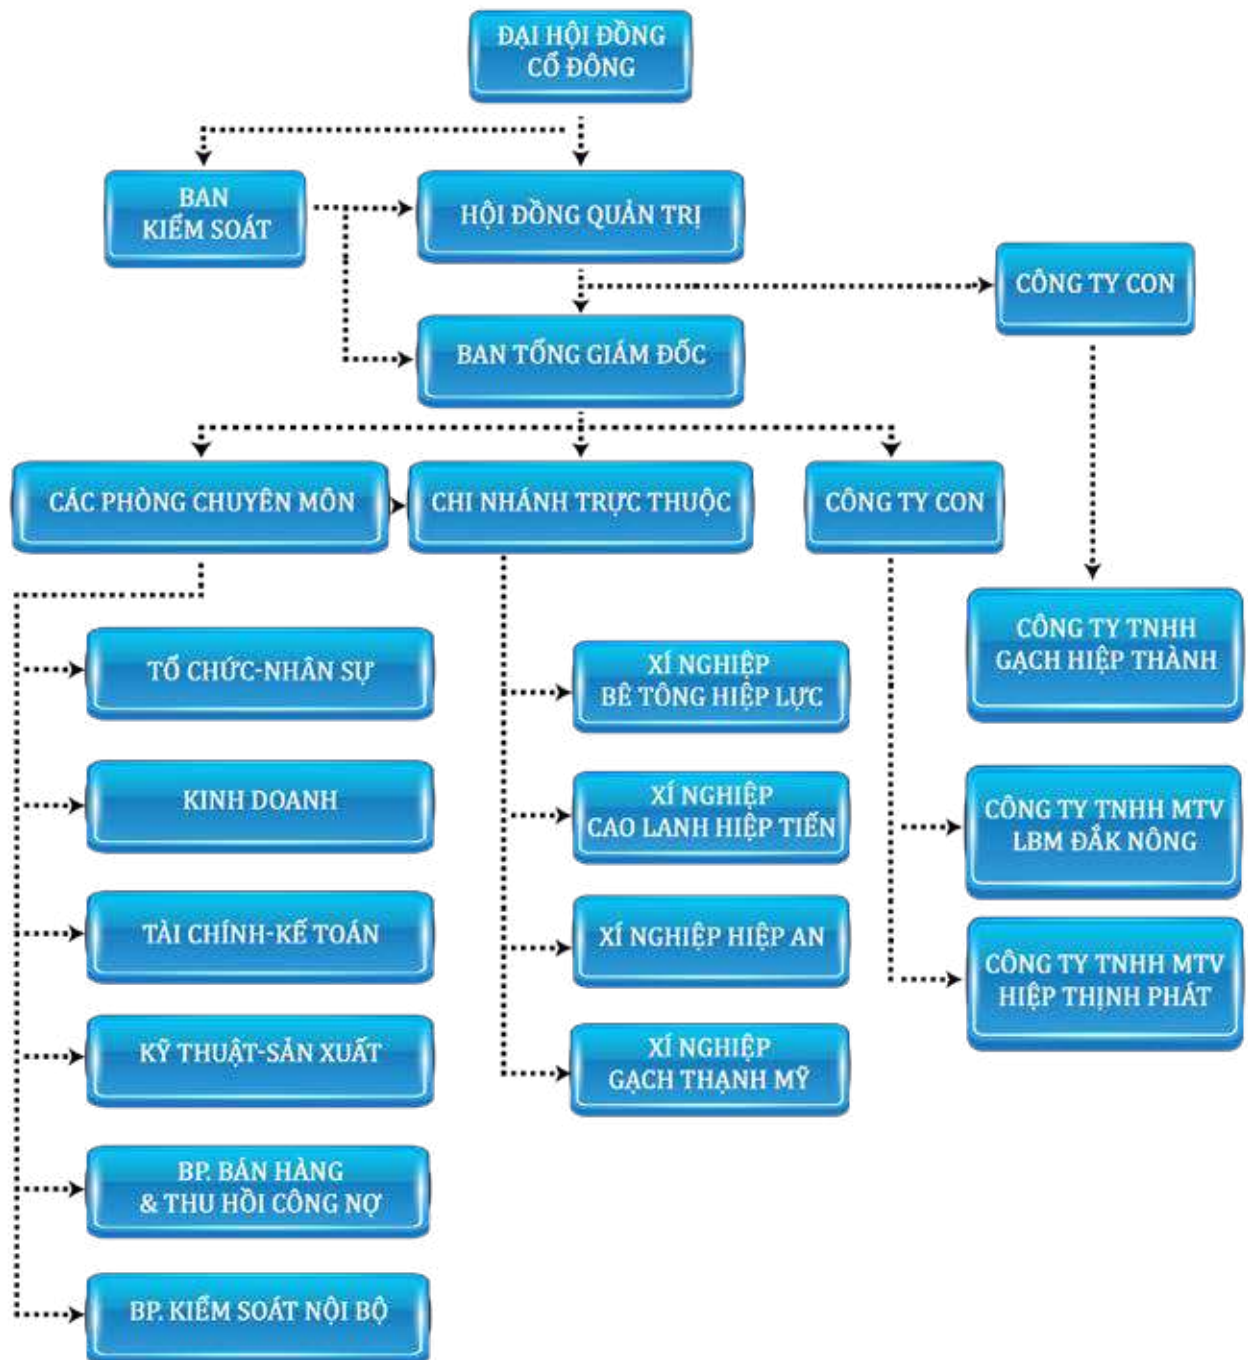 ĐẠI HỘI ĐỒNG
CỔ ĐÔNG
BAN
KIỂM SOÁT
HỘI ĐỒNG QUẢN TRỊ
CÔNG TY CON
BAN TỔNG GIÁM ĐỐC
CÁC PHÒNG CHUYÊN MÔN
CHI NHÁNH TRỰC THUỘC
CÔNG TY CON
TỔ CHỨC-NHÂN SỰ
KINH DOANH
TÀI CHÍNH-KẾ TOÁN
KỸ THUẬT-SẢN XUẤT
BP. BÁN HÀNG
& THU HỒI CÔNG NỢ
BP. KIỂM SOÁT NỘI BỘ
XÍ NGHIỆP
BÊ TÔNG HIỆP LỰC
XÍ NGHIỆP
CAO LANH HIỆP TIẾN
XÍ NGHIỆP HIỆP AN
XÍ NGHIỆP
GẠCH THẠNH MỸ
CÔNG TY TNHH
GẠCH HIỆP THÀNH
CÔNG TY TNHH MTV
LBM ĐẮK NÔNG
CÔNG TY TNHH MTV
HIỆP THỊNH PHÁT